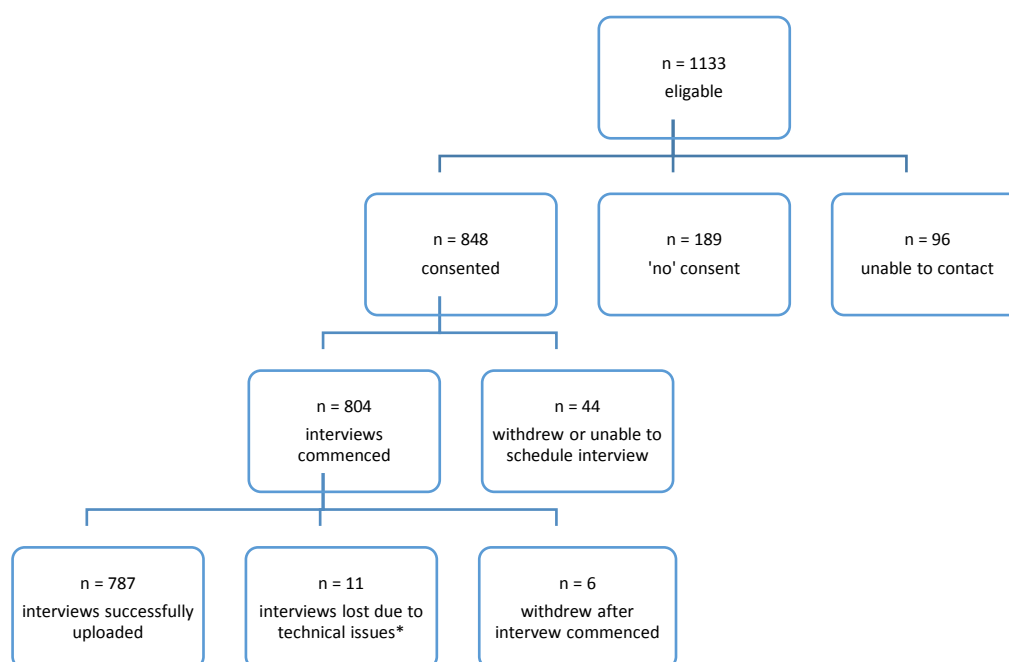 n = 1133
eligable
n = 848
consented
n = 189
'no' consent
n = 96
unable to contact
n = 804
interviews
commenced
n = 44
withdrew or unable to
schedule interview
n = 787
interviews successfully
uploaded
n = 11
interviews lost due to
technical issues*
n = 6
withdrew after
intervew commenced